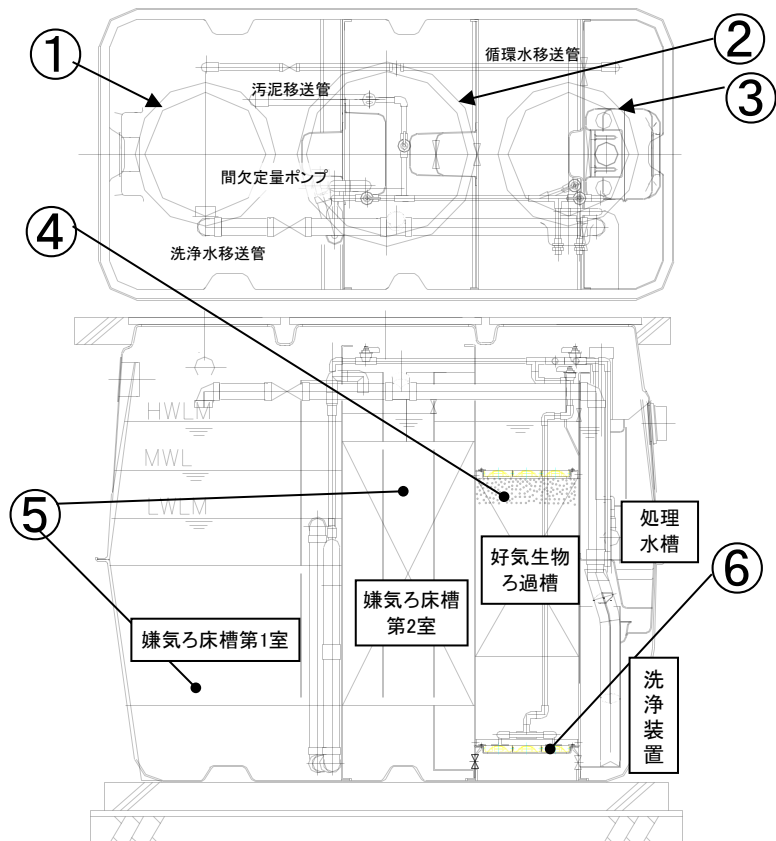 ①
②
③
循環水移送管
汚泥移送管
間欠定量ポンプ
④
洗浄水移送管
HWLM
MWL
LWLM
⑤
処理
水槽
好気生物
ろ過槽
⑥
嫌気ろ床槽
第2室
嫌気ろ床槽第1室
洗
浄
装
置